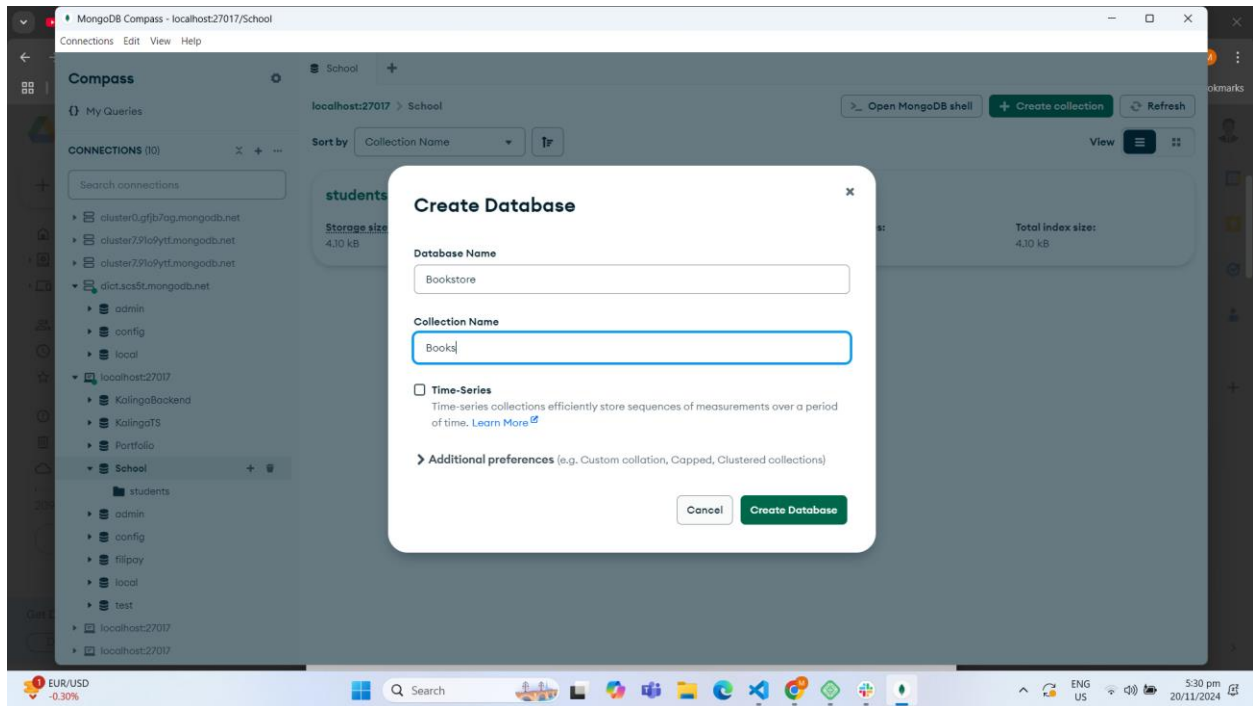 MongoDB Compass - localhost:27017/School
Connections Edit View Help
Compass
{} My Queries
CONNECTIONS (10)
Search connections
cluster0.gfjb7ag.mongodb.net
cluster7.91o9ytf.mongodb.net
cluster7.91o9ytf.mongodb.net
dict.scs5t.mongodb.net
admin
config
local
localhost:27017
KalingaBackend
KalingaTS
Portfolio
School
students
admin
config
filipay
local
test
localhost:27017
localhost:27017
School
localhost:27017 > School
>_ Open MongoDB shell
+ Create collection
Refresh
Sort by Collection Name
View
students
Storage size
4.10 kB
Total index size:
4.10 kB
okmarks
Create Database
Database Name
Bookstore
Collection Name
Books
Time-Series
Time-series collections efficiently store sequences of measurements over a period
of time. Learn More
Additional preferences (e.g. Custom collation, Capped, Clustered collections)
Cancel
Create Database
1
EUR/USD
-0.30%
Search
ENG
US
5:30 pm
20/11/2024